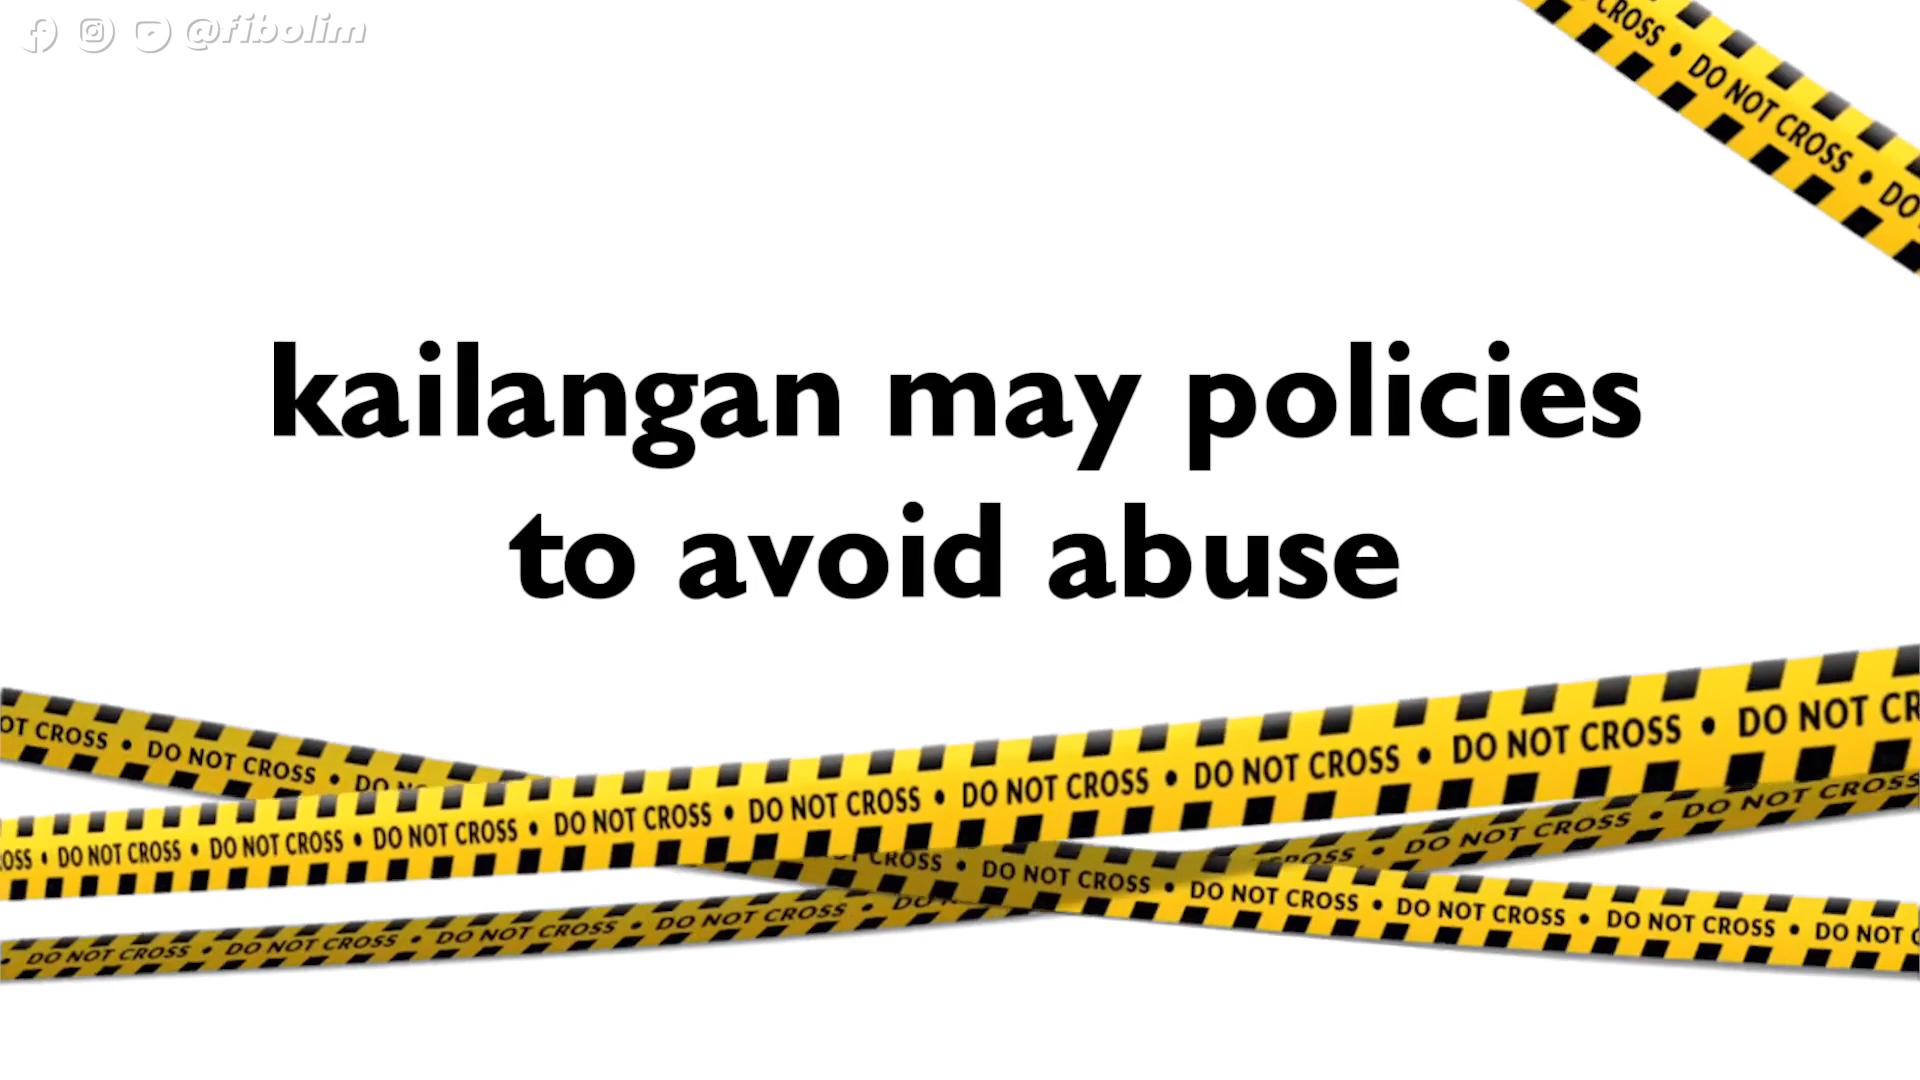 @fibolim
CROSS • DO NOT CROSS • DO
kailangan may policies
to avoid abuse
OT CROSS • DO NOT CROSS • DO N
OSS • DO NOT CROSS • DO NOT CROSS • DO NOT CROSS • DO NOT CROSS • DO NOT CROSS • DO NOT CROSS • DO NOT CROSS • DO NOT CROSS • DO NOT CR
CROSS • DO NOT CROSS • DO NOT CROSS
CROSS • DO NOT CROSS • DO NOT CROSS • DO NOT CROSS • DO NOT CROSS • DO NOT C
• DO NOT CROSS • DO NOT CROSS • DO NOT CROSS • DO NOT CROSS • DO